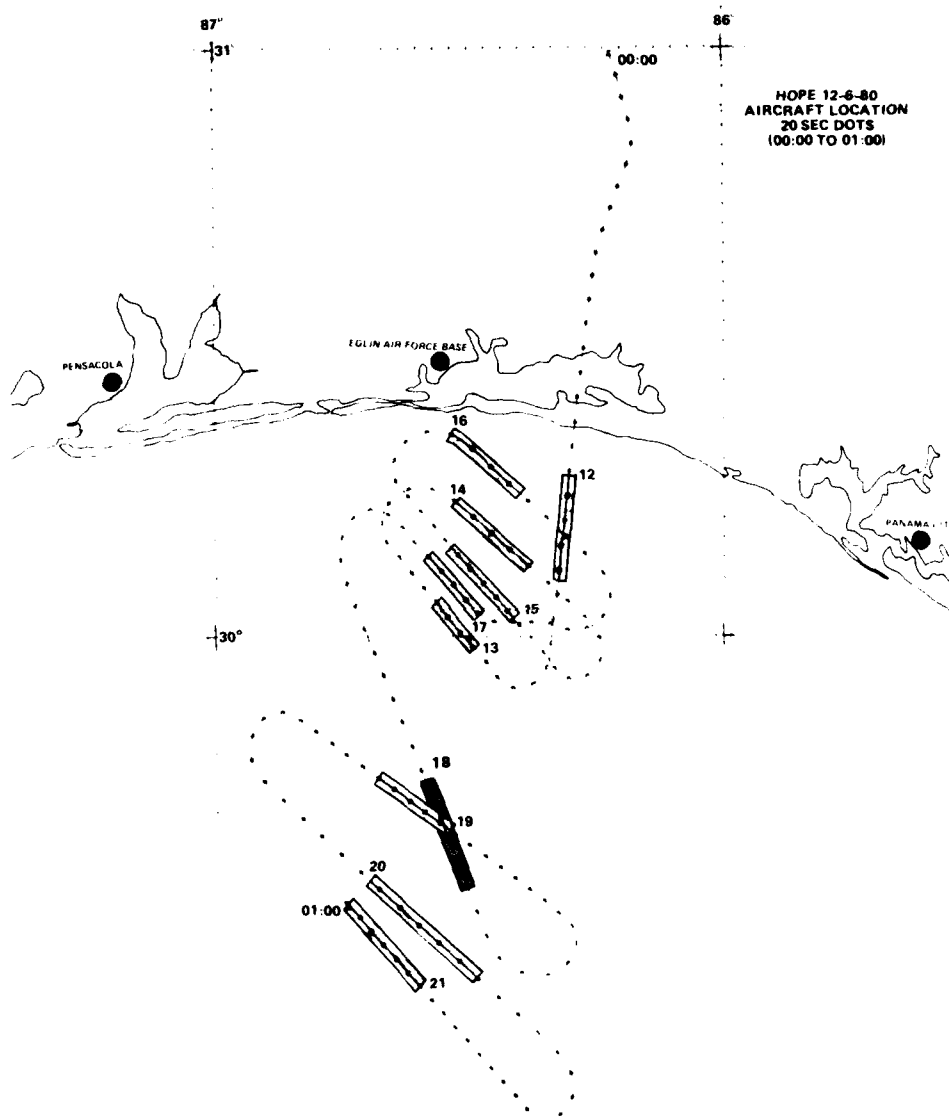 87°
86°
31'
00:00
HOPE 12-6-80
AIRCRAFT LOCATION
20 SEC DOTS
(00:00 TO 01:00)
EGLIN AIR FORCE BASE
PENSACOLA
16
12
14
PANAMA
15
17
13
30°
18
19
20
01:00
21